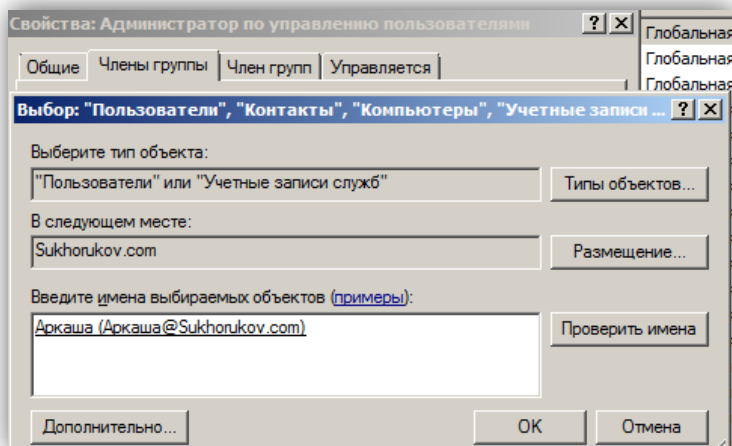 Свойства: Администратор по управлению пользователями
Глобальная
Глобальная
Общие Члены группы Член групп Управляется
Глобальная
Выбор: "Пользователи", "Контакты", "Компьютеры", "Учетные записи ...
Выберите тип объекта:
"Пользователи" или "Учетные записи служб"
Типы объектов...
В следующем месте:
Sukhorukov.com
Размещение...
Введите имена выбираемых объектов (примеры):
Аркаша (Аркаша@Sukhorukov.com)
Проверить имена
Дополнительно...
ОК
Отмена